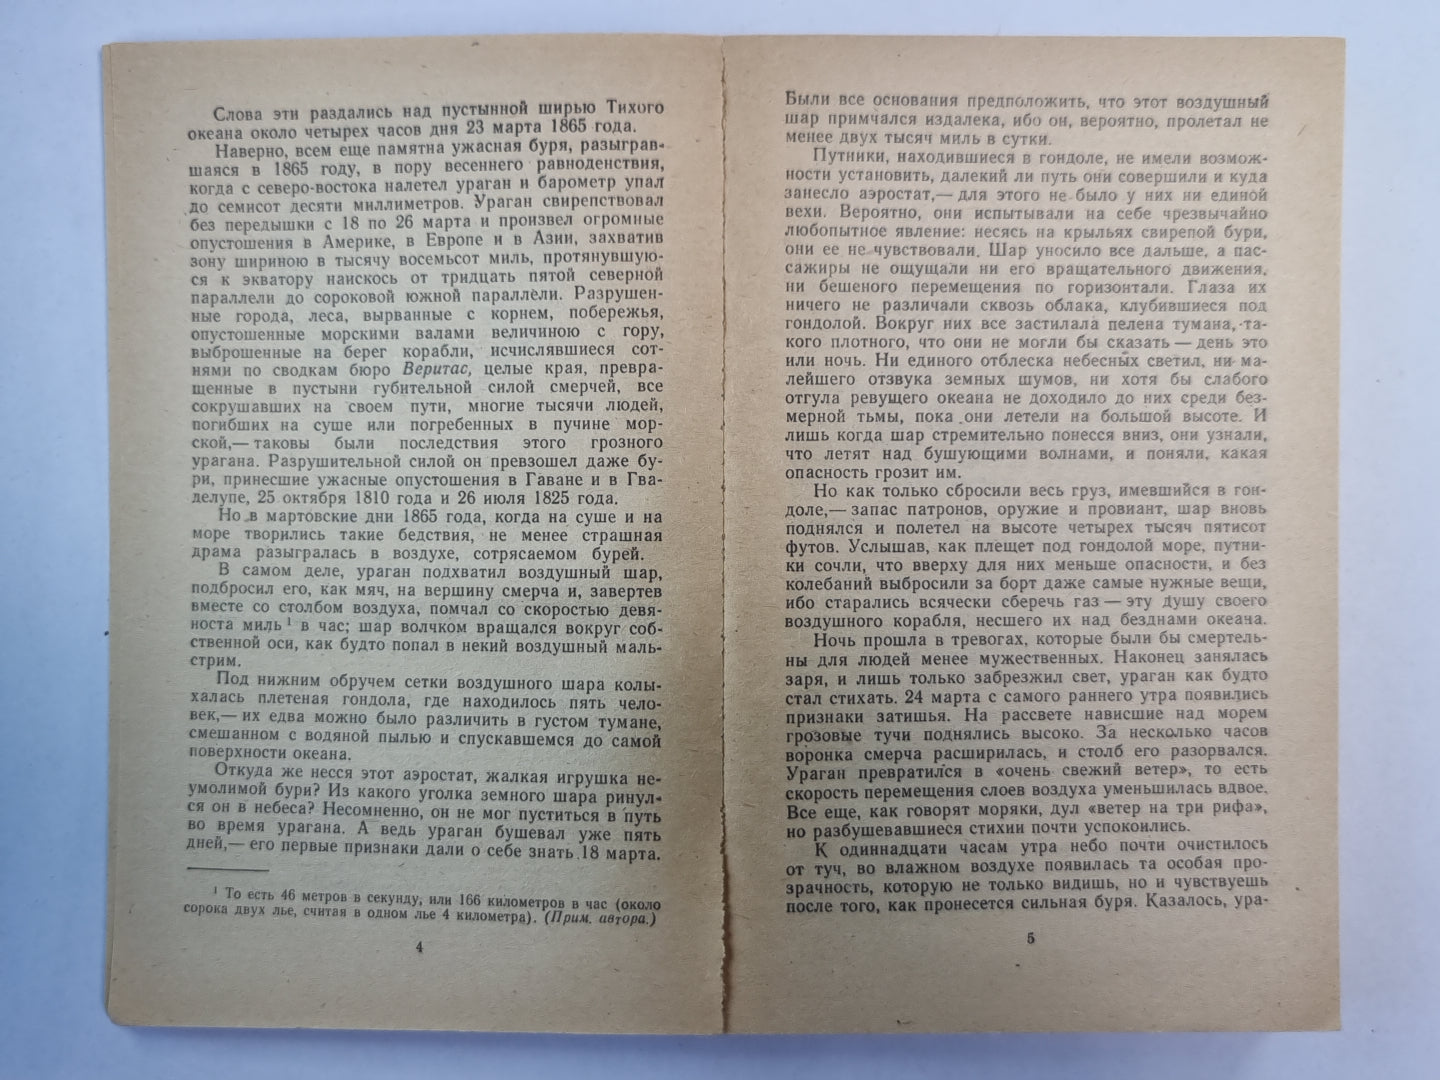 Слова эти раздались над пустынной ширью Тихого
океана около четырех часов дня 23 марта 1865 года.
Наверно, всем еще памятна ужасная буря, разыграв-
шаяся в 1865 году, в пору весеннего равноденствия,
когда с северо-востока налетел ураган и барометр упал
до семисот десяти миллиметров. Ураган свирепствовал
без передышки с 18 по 26 марта и произвел огромные
опустошения в Америке, в Европе и в Азии, захватив
зону шириною в тысячу восемьсот миль, протянувшую-
ся к экватору наискось от тридцать пятой северной
параллели до сороковой южной параллели. Разрушен-
ные города, леса, вырванные с корнем, побережья,
опустошенные морскими валами величиною с гору,
выброшенные на берег корабли, исчислявшиеся сот-
нями по сводкам бюро Веритас, целые края, превра-
щенные в пустыни губительной силой смерчей, все
сокрушавших на своем пути, многие тысячи людей,
погибших на суше или погребенных в пучине мор-
ской,— таковы были последствия этого грозного
урагана. Разрушительной силой он превзошел даже бу-
ри, принесшие ужасные опустошения в Гаване и в Гва-
делупе, 25 октября 1810 года и 26 июля 1825 года.
Но в мартовские дни 1865 года, когда на суше и на
море творились такие бедствия, не менее страшная
драма разыгралась в воздухе, сотрясаемом бурей.
В самом деле, ураган подхватил воздушный шар,
подбросил его, как мяч, на вершину смерча и, завертев
вместе со столбом воздуха, помчал со скоростью девя-
носта миль ¹ в час; шар волчком вращался вокруг соб-
ственной оси, как будто попал в некий воздушный маль-
стрим.
Под нижним обручем сетки воздушного шара колы-
халась плетеная гондола, где находилось пять чело-
век,— их едва можно было различить в густом тумане,
смешанном с водяной пылью и спускавшемся до самой
поверхности океана.
Откуда же несся этот аэростат, жалкая игрушка не-
умолимой бури? Из какого уголка земного шара ринул-
ся он в небеса? Несомненно, он не мог пуститься в путь
во время урагана. А ведь ураган бушевал уже пять
дней,— его первые признаки дали о себе знать 18 марта.
¹ То есть 46 метров в секунду, или 166 километров в час (около
сорока двух лье, считая в одном лье 4 километра). (Прим. автора.)
4
Были все основания предположить, что этот воздушный
шар примчался издалека, ибо он, вероятно, пролетал не
менее двух тысяч миль в сутки.
Путники, находившиеся в гондоле, не имели возмож-
ности установить, далекий ли путь они совершили и куда
занесло аэростат,— для этого не было у них ни единой
вехи. Вероятно, они испытывали на себе чрезвычайно
любопытное явление: несясь на крыльях свирепой бури,
они ее не чувствовали. Шар уносило все дальше, а пас-
сажиры не ощущали ни его вращательного движения,
ни бешеного перемещения по горизонтали. Глаза их
ничего не различали сквозь облака, клубившиеся под
гондолой. Вокруг них все застилала пелена тумана, та-
кого плотного, что они не могли бы сказать — день это
или ночь. Ни единого отблеска небесных светил, ни ма-
лейшего отзвука земных шумов, ни хотя бы слабого
отгула ревущего океана не доходило до них среди без-
мерной тьмы, пока они летели на большой высоте. И
лишь когда шар стремительно понесся вниз, они узнали,
что летят над бушующими волнами, и поняли, какая
опасность грозит им.
Но как только сбросили весь груз, имевшийся в гон-
доле,— запас патронов, оружие и провиант, шар вновь
поднялся и полетел на высоте четырех тысяч пятисот
футов. Услышав, как плещет под гондолой море, путни-
ки сочли, что вверху для них меньше опасности, и без
колебаний выбросили за борт даже самые нужные вещи,
ибо старались всячески сберечь газ — эту душу своего
воздушного корабля, несшего их над безднами океана.
Ночь прошла в тревогах, которые были бы смертель-
ны для людей менее мужественных. Наконец занялась
заря, и лишь только забрезжил свет, ураган как будто
стал стихать. 24 марта с самого раннего утра появились
признаки затишья. На рассвете нависшие над морем
грозовые тучи поднялись высоко. За несколько часов
воронка смерча расширилась, и столб его разорвался.
Ураган превратился в «очень свежий ветер», то есть
скорость перемещения слоев воздуха уменьшилась вдвое.
Все еще, как говорят моряки, дул «ветер на три рифа»,
но разбушевавшиеся стихии почти успокоились.
К одиннадцати часам утра небо почти очистилось
от туч, во влажном воздухе появилась та особая про-
зрачность, которую не только видишь, но и чувствуешь
после того, как пронесется сильная буря. Казалось, ура-
5